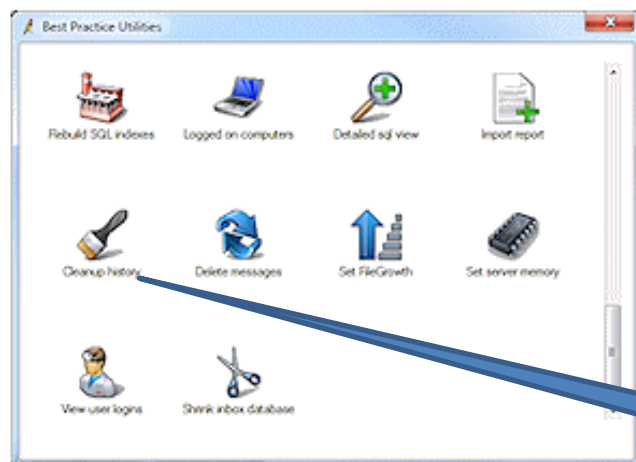 Best Practice Utilities
Rebuild SQL indexes
Logged on computers
Detailed sql view
Import report
Cleanup history
Delete messages
Set FileGrowth
Set server memory
View user logins
Shrink inbox database